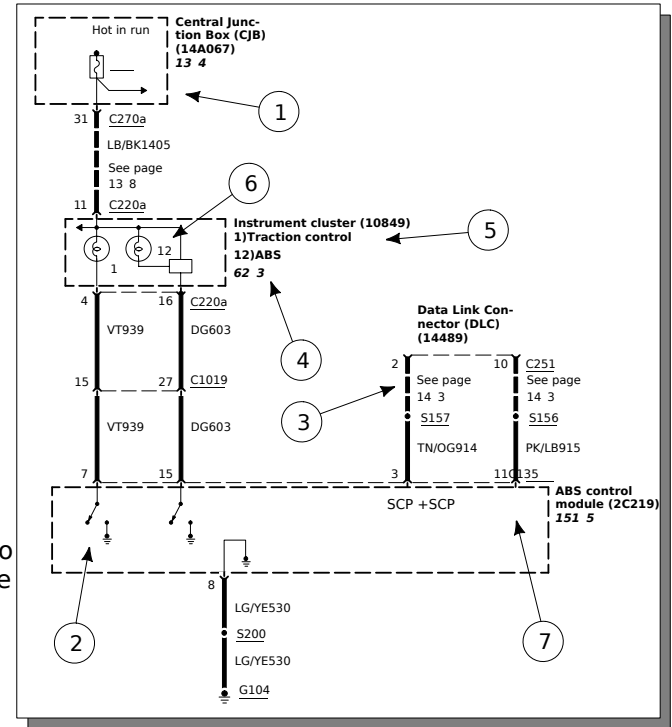 Hot in run
Central Junc-
tion Box (CJB)
(14A067)
13 4
1
31 C270a
LB/BK1405
See page
13 8
11 C220a
6
Instrument cluster (10849)
1)Traction control
12)ABS
62 3
5
12
1
4 16 C220a
VT939 DG603
4
Data Link Con-
nector (DLC)
(14489)
2 10 C251
See page See page
14 3 14 3
15 27 C1019
3
S157 S156
VT939 DG603
TN/OG914 PK/LB915
7 15 3 11C135
SCP +SCP
ABS control
module (2C219)
151 5
o
e
2
7
8
LG/YE530
S200
LG/YE530
G104